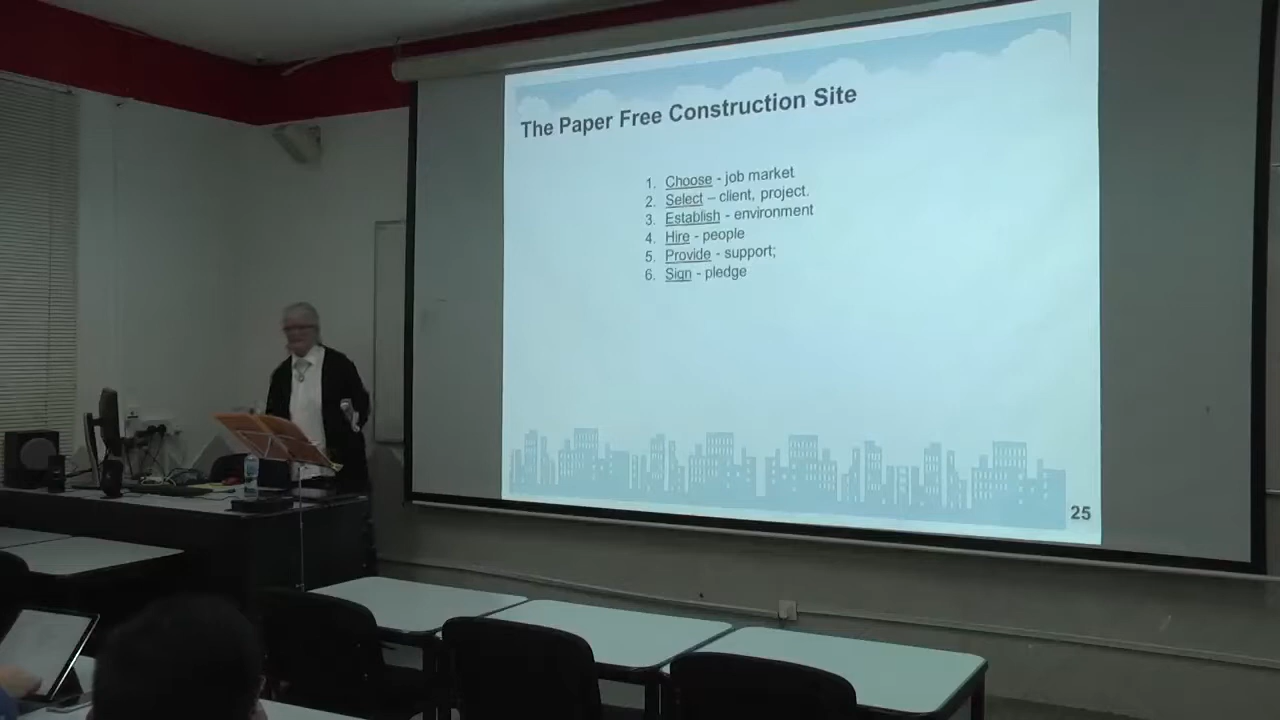 The Paper Free Construction Site
1. Choose - job market
2. Select – client, project.
3. Establish - environment
4. Hire - people
5. Provide - support;
6. Sign - pledge
25